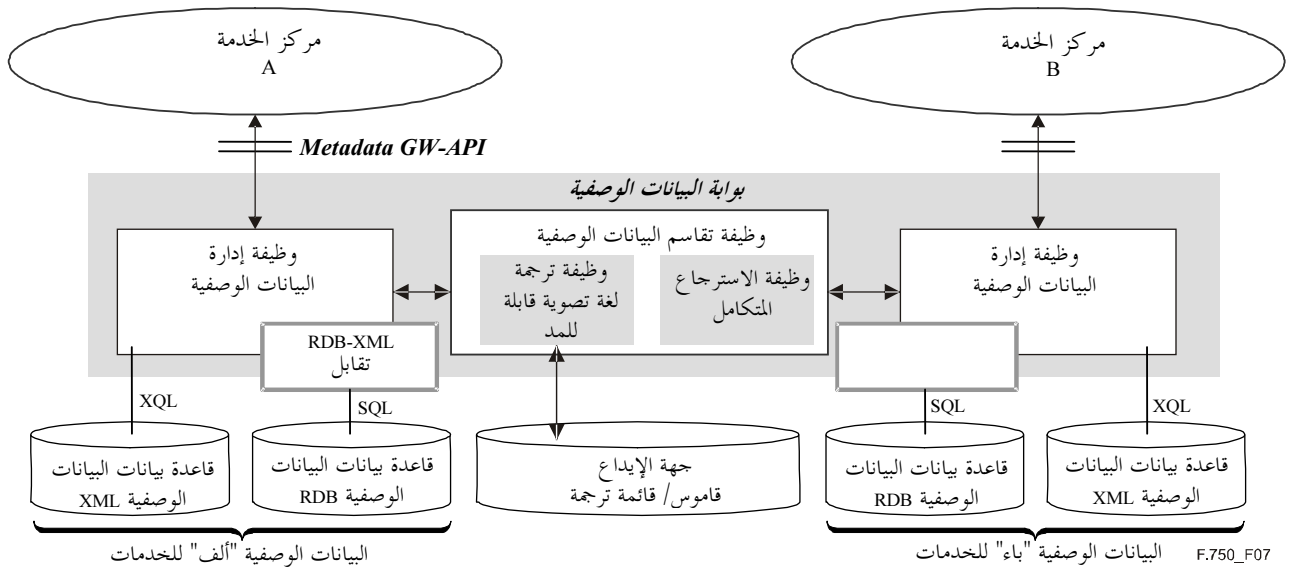 مركز الخدمة
A
مركز الخدمة
B
Metadata GW-API
بوابة البيانات الوصفية
وظيفة إدارة
البيانات الوصفية
وظيفة تقاسم البيانات الوصفية
وظيفة ترجمة
لغة تصوية قابلة
للمد
وظيفة الاسترجاع
المتكامل
وظيفة إدارة
البيانات الوصفية
RDB-XML
تقابل
XQL
SQL
SQL
XQL
قاعدة بيانات البيانات
الوصفية XML
قاعدة بيانات البيانات
الوصفية RDB
جهة الإيداع
قاموس/ قائمة ترجمة
قاعدة بيانات البيانات
الوصفية RDB
قاعدة بيانات البيانات
الوصفية XML
البيانات الوصفية "ألف" للخدمات
البيانات الوصفية "باء" للخدمات
F.750_F07